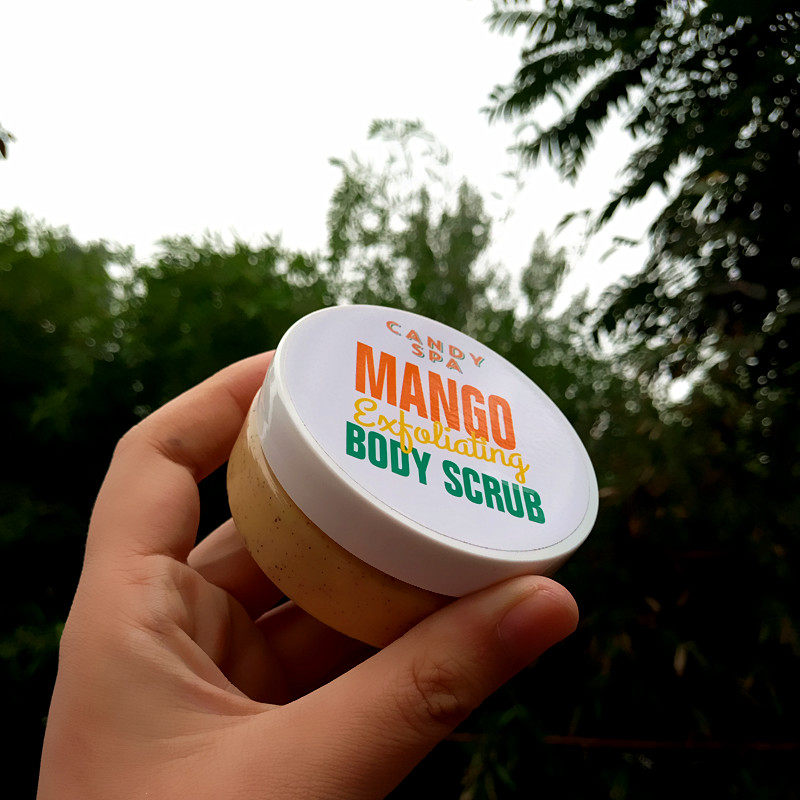 CANDY
SPA
MANGO
Exfoliating
BODY SCRUB